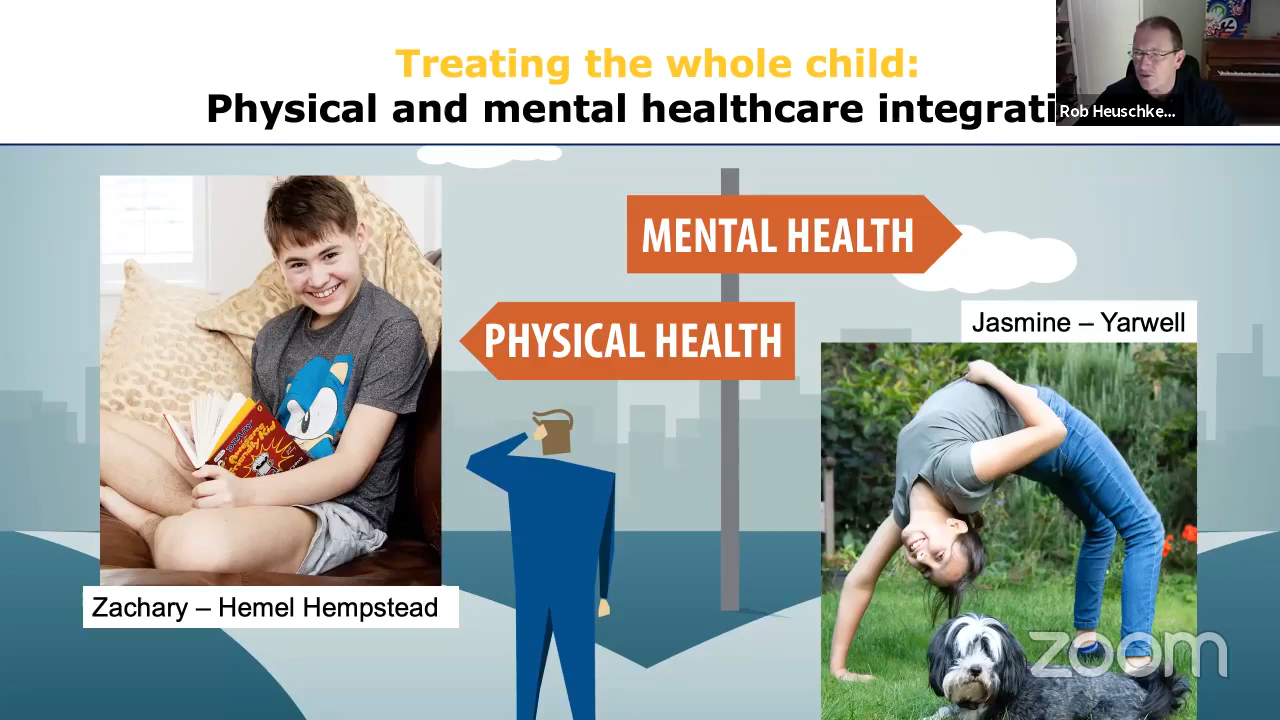 Treating the whole child:
Physical and mental healthcare integrati
Rob Heuschke...
MENTAL HEALTH
PHYSICAL HEALTH
Jasmine – Yarwell
Zachary – Hemel Hempstead
zoom